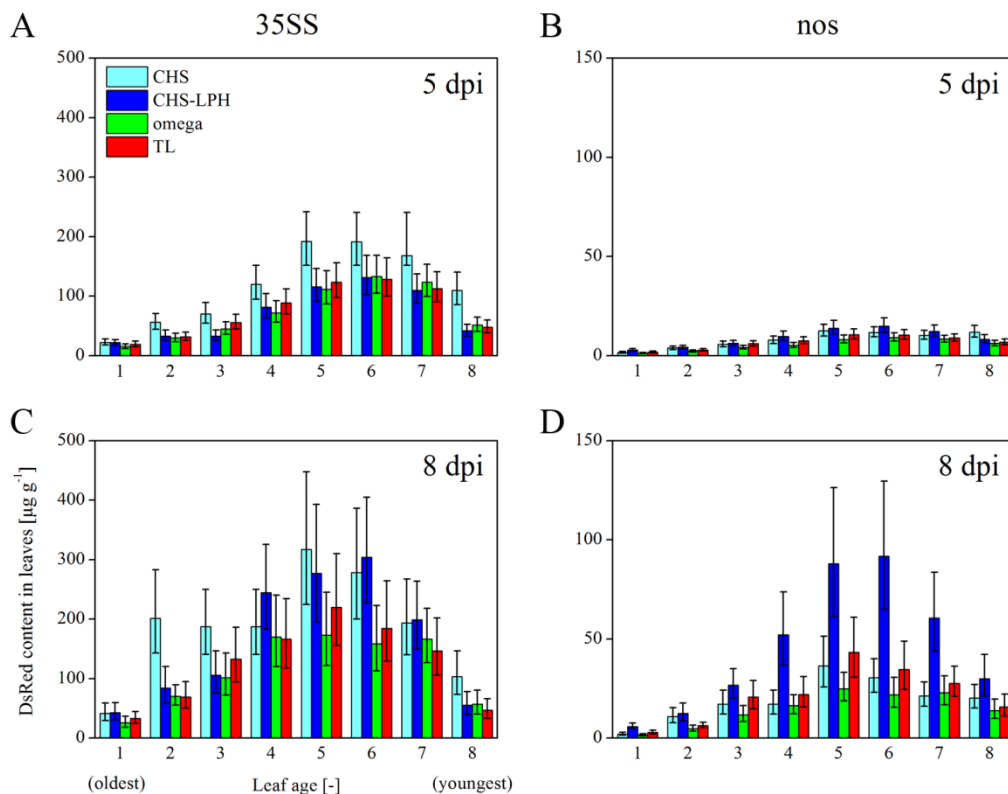 A 35SS B nos
500 5 dpi 150 5 dpi
CHS
CHS-LPH
omega
TL
400
300
200
100
0
100
50
0
1 2 3 4 5 6 7 8
1 2 3 4 5 6 7 8
C D
500 8 dpi 150 8 dpi
400
300
200
100
0
100
50
0
DsRed content in leaves [µg g⁻¹]
1 2 3 4 5 6 7 8
1 2 3 4 5 6 7 8
(oldest) Leaf age [-] (youngest)